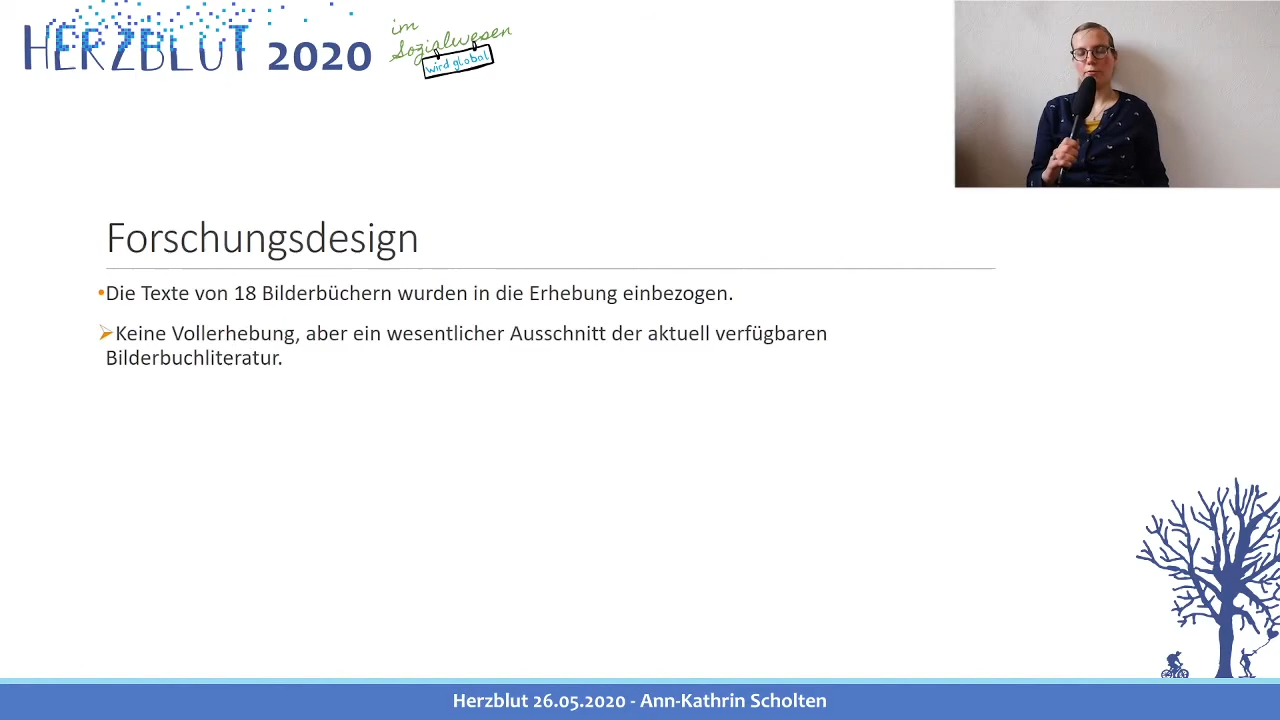 HERZBLUT 2020
im
Sozialwesen
wird global
Forschungsdesign
•Die Texte von 18 Bilderbüchern wurden in die Erhebung einbezogen.
➢Keine Vollerhebung, aber ein wesentlicher Ausschnitt der aktuell verfügbaren
Bilderbuchliteratur.
Herzblut 26.05.2020 - Ann-Kathrin Scholten